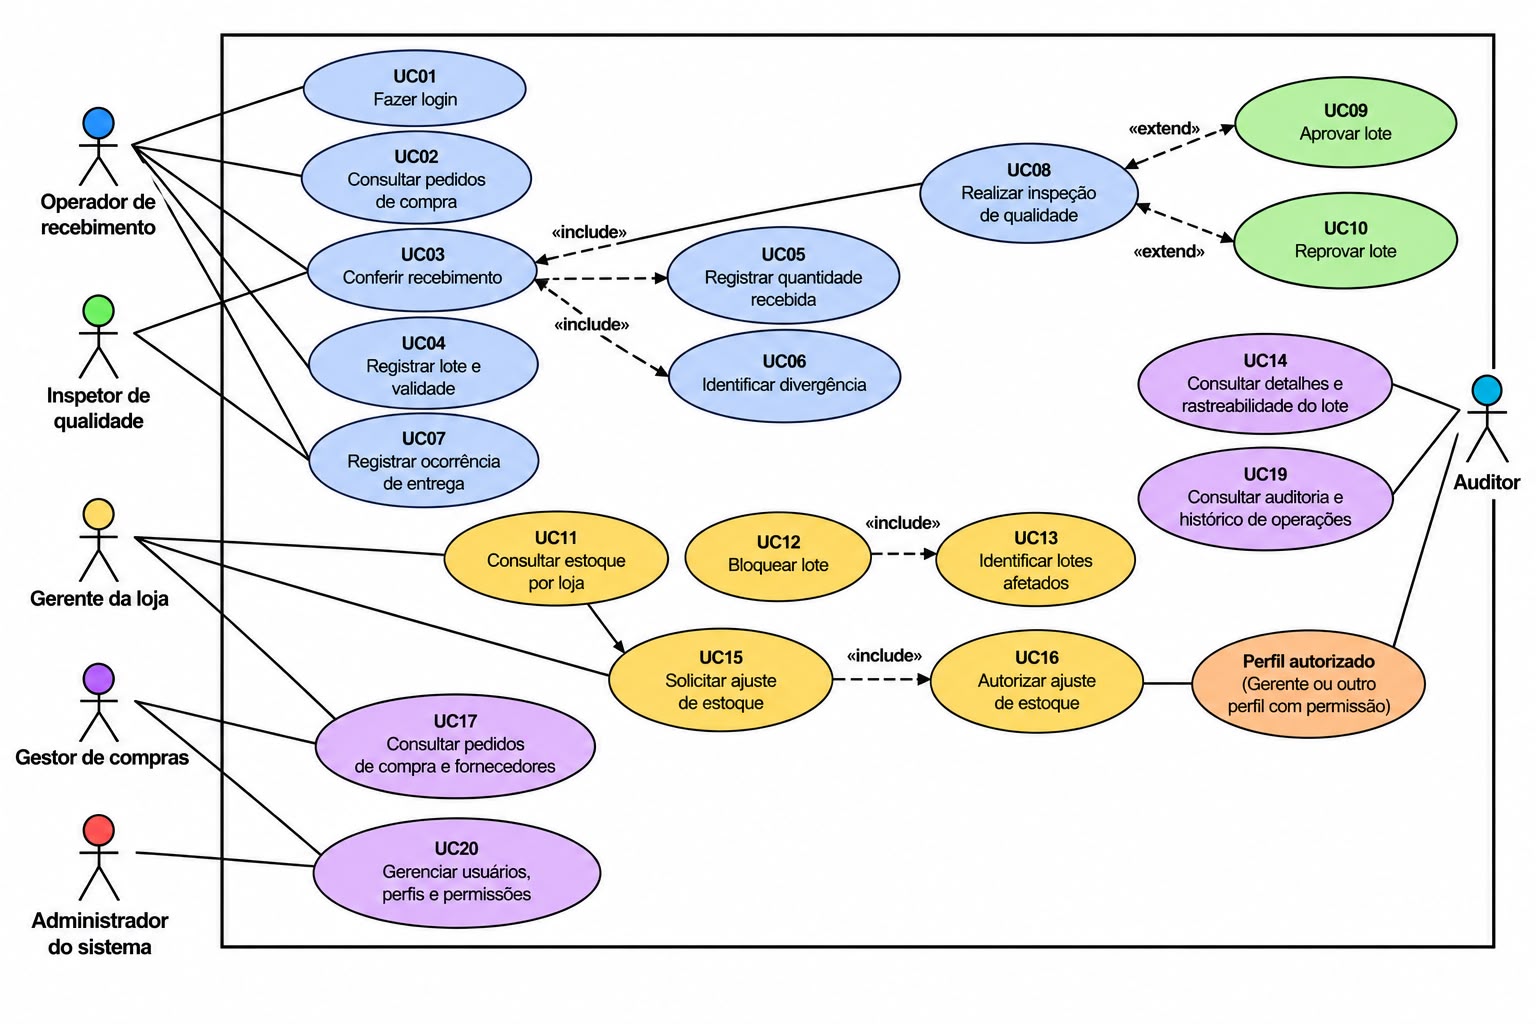 UC01
Fazer login
UC02
Consultar pedidos
de compra
UC03
Conferir recebimento
UC04
Registrar lote e
validade
UC07
Registrar ocorrência
de entrega
«include»
«include»
UC05
Registrar quantidade
recebida
UC06
Identificar divergência
UC08
Realizar inspeção
de qualidade
«extend»
«extend»
UC09
Aprovar lote
UC10
Reprovar lote
UC14
Consultar detalhes e
rastreabilidade do lote
UC19
Consultar auditoria e
histórico de operações
Operador de
recebimento
Inspetor de
qualidade
Gerente da loja
Gestor de compras
Administrador
do sistema
Auditor
UC11
Consultar estoque
por loja
UC12
Bloquear lote
«include»
UC13
Identificar lotes
afetados
UC15
Solicitar ajuste
de estoque
«include»
UC16
Autorizar ajuste
de estoque
Perfil autorizado
(Gerente ou outro
perfil com permissão)
UC17
Consultar pedidos
de compra e fornecedores
UC20
Gerenciar usuários,
perfis e permissões